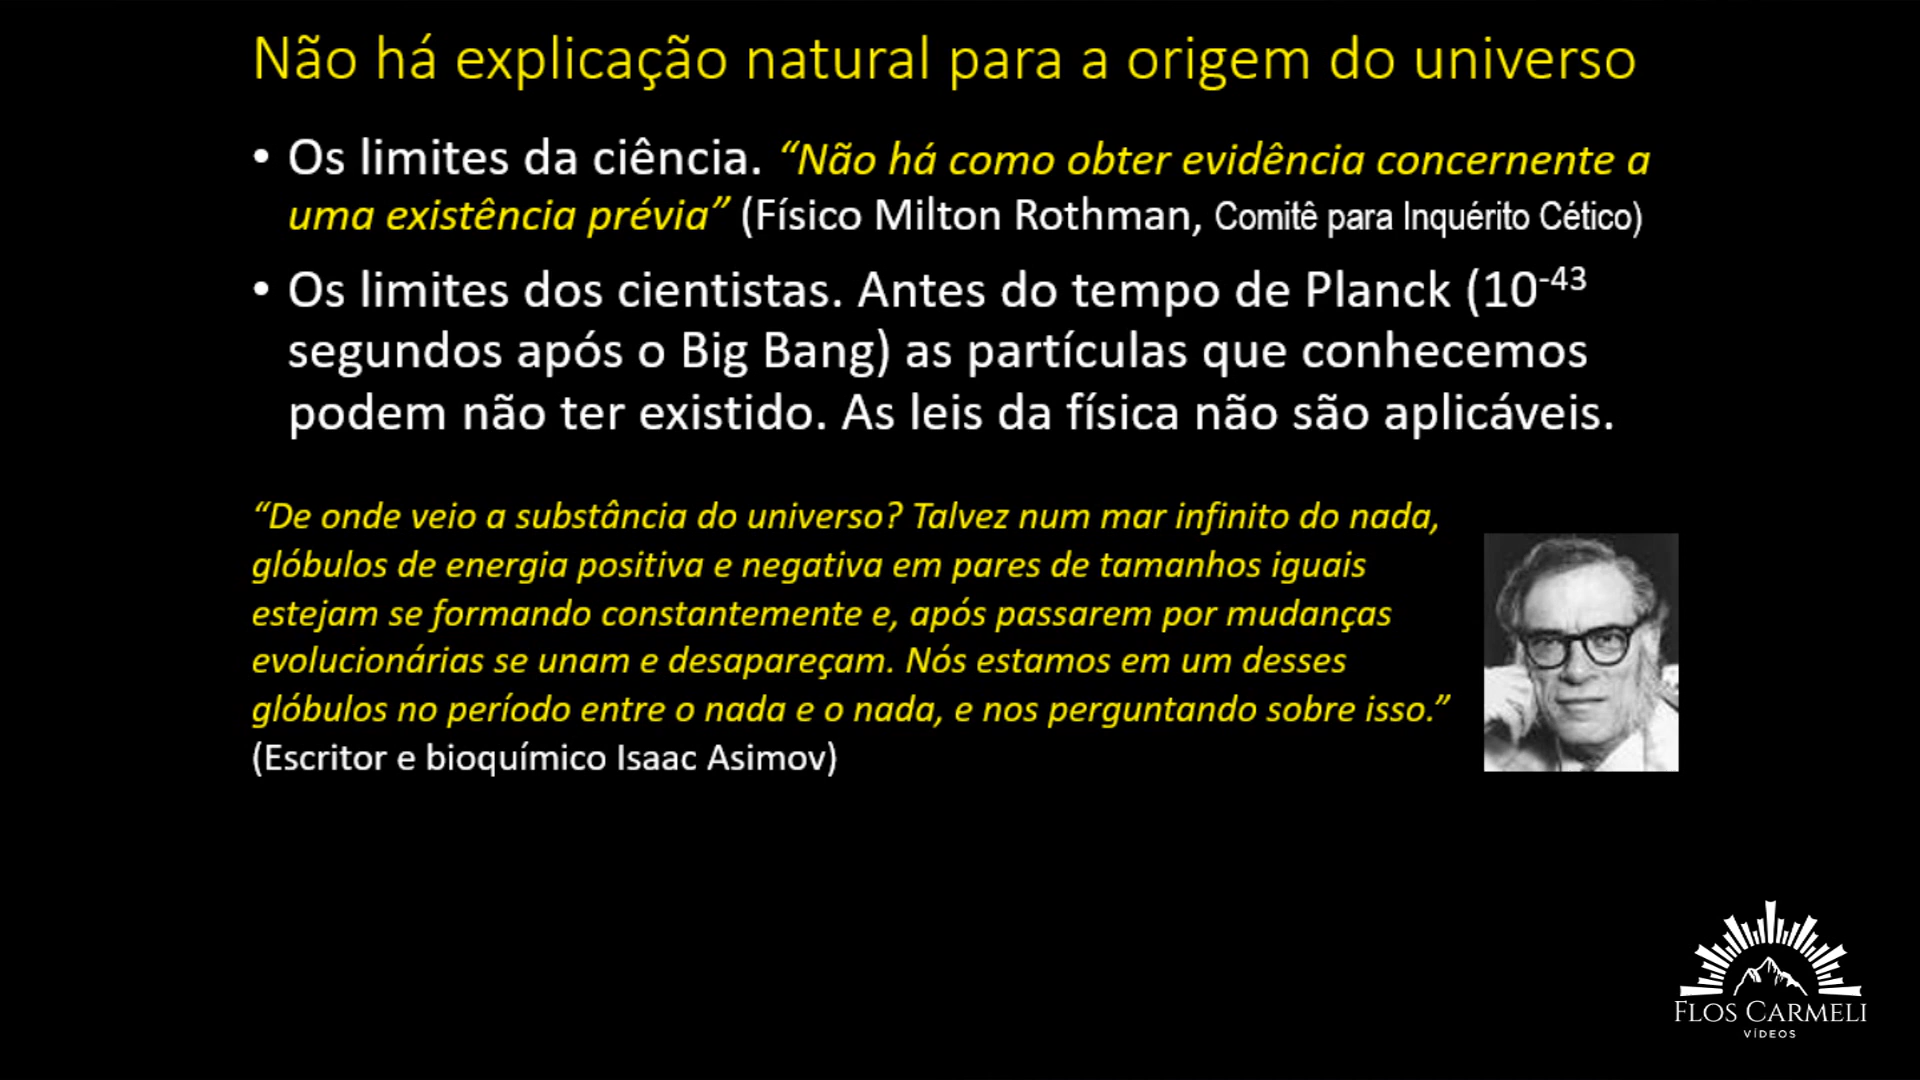 Não há explicação natural para a origem do universo
• Os limites da ciência. “Não há como obter evidência concernente a
uma existência prévia” (Físico Milton Rothman, Comitê para Inquérito Cético)
• Os limites dos cientistas. Antes do tempo de Planck (10⁻⁴³
segundos após o Big Bang) as partículas que conhecemos
podem não ter existido. As leis da física não são aplicáveis.
“De onde veio a substância do universo? Talvez num mar infinito do nada,
glóbulos de energia positiva e negativa em pares de tamanhos iguais
estejam se formando constantemente e, após passarem por mudanças
evolucionárias se unam e desapareçam. Nós estamos em um desses
glóbulos no período entre o nada e o nada, e nos perguntando sobre isso.”
(Escritor e bioquímico Isaac Asimov)
FLOS CARMELI
VÍDEOS